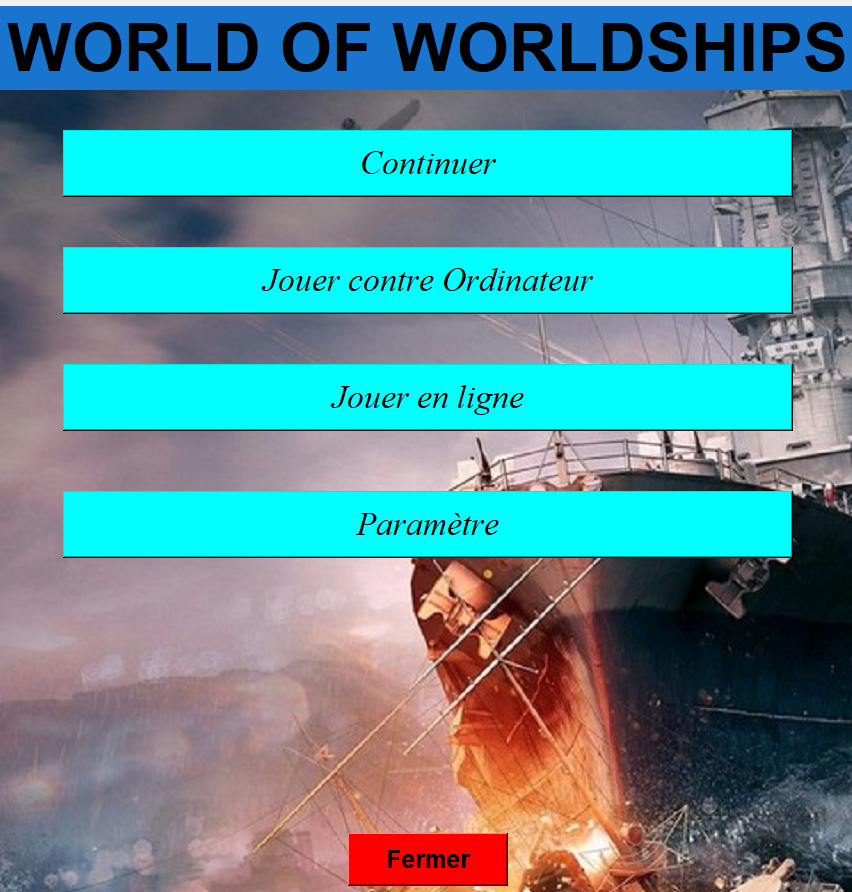 WORLD OF WORLDSHIPS
Continuer
Jouer contre Ordinateur
Jouer en ligne
Paramètre
Fermer